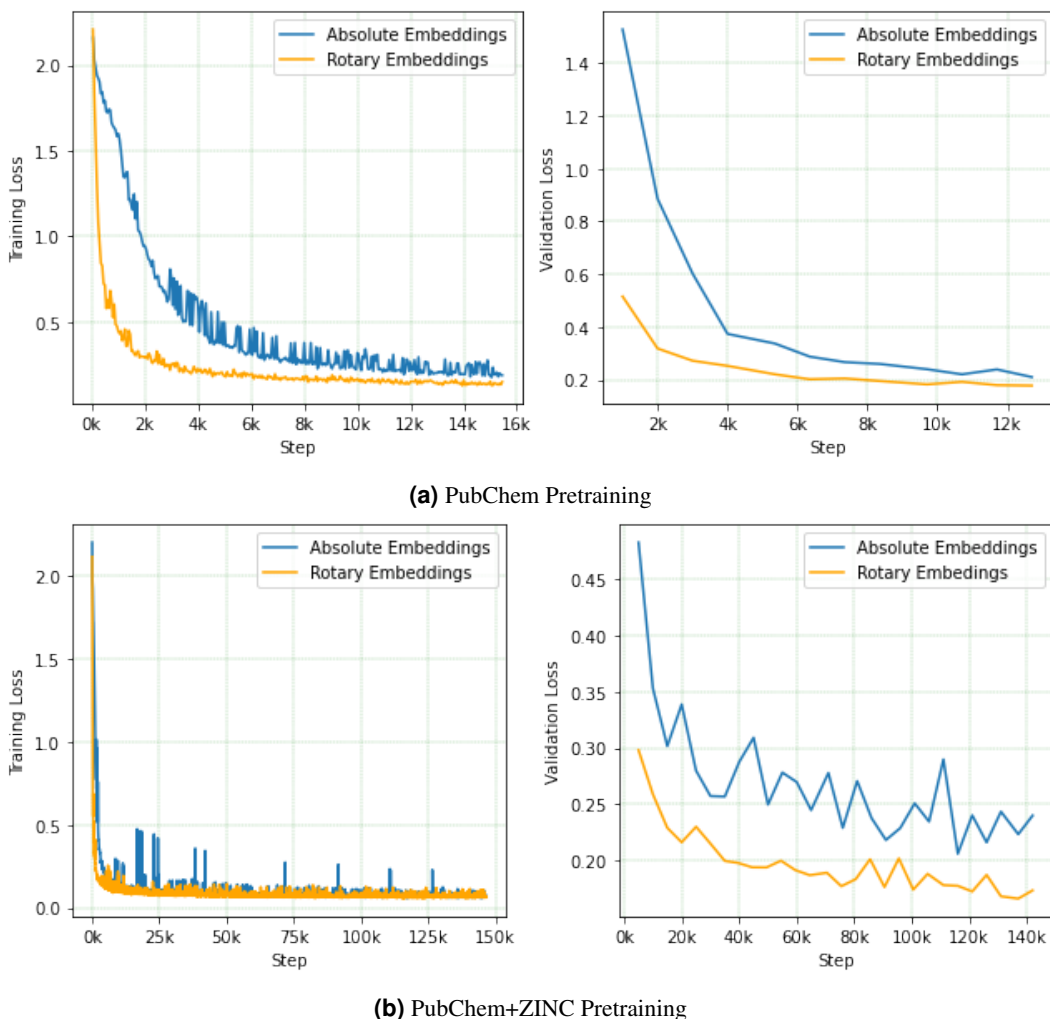 Absolute Embeddings
Rotary Embeddings
2.0
1.5
1.0
0.5
Training Loss
0k 2k 4k 6k 8k 10k 12k 14k 16k
Step
Absolute Embeddings
Rotary Embeddings
1.4
1.2
1.0
0.8
0.6
0.4
0.2
Validation Loss
2k 4k 6k 8k 10k 12k
Step
(a) PubChem Pretraining
Absolute Embeddings
Rotary Embeddings
2.0
1.5
1.0
0.5
0.0
Training Loss
0k 25k 50k 75k 100k 125k 150k
Step
Absolute Embeddings
Rotary Embedings
0.45
0.40
0.35
0.30
0.25
0.20
Validation Loss
0k 20k 40k 60k 80k 100k 120k 140k
Step
(b) PubChem+ZINC Pretraining